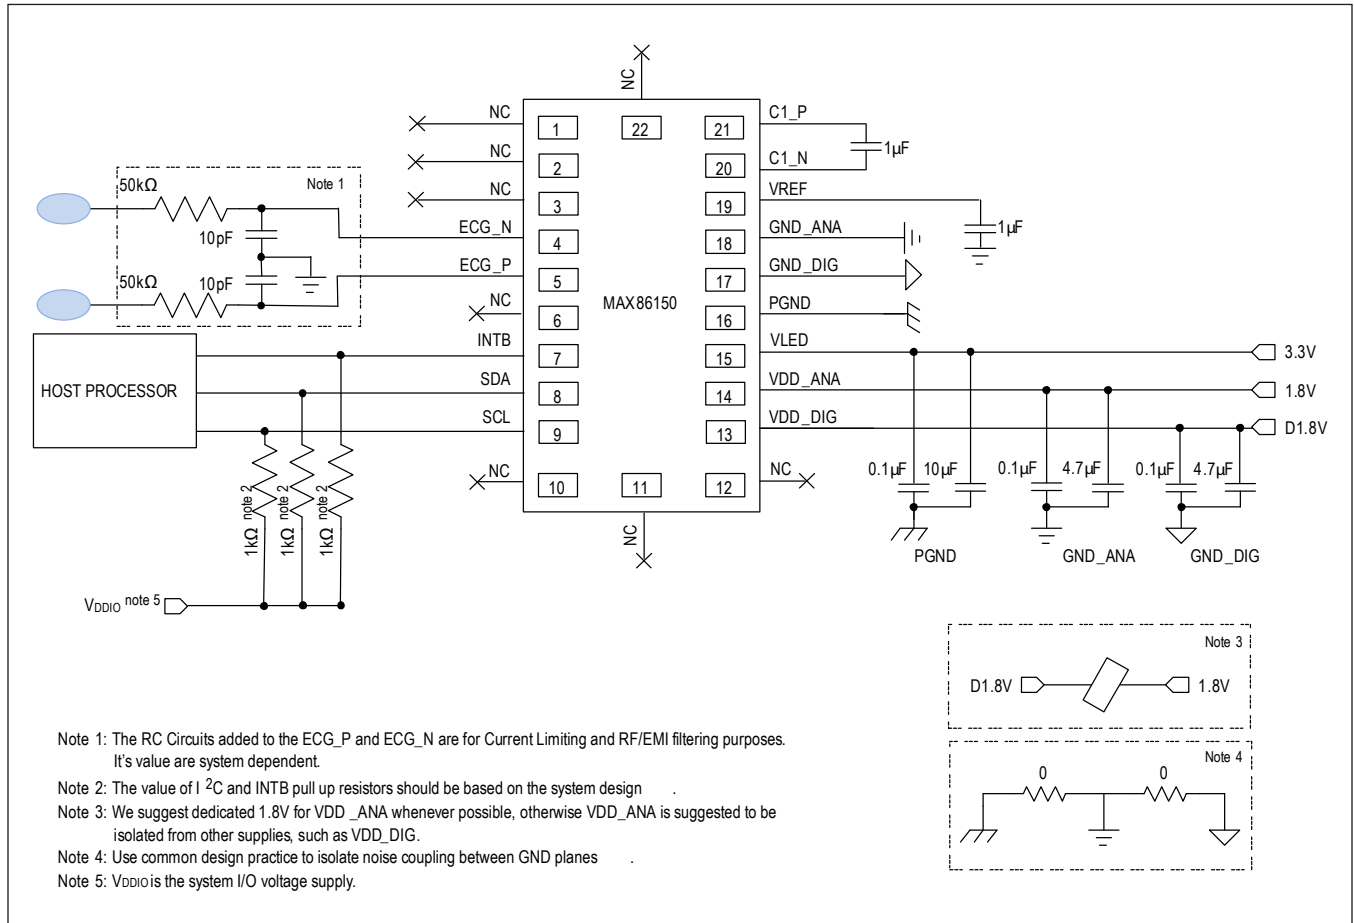 NC
NC
1
22
21
C1_P
1µF
NC
2
20
C1_N
50kΩ
Note 1
NC
3
19
VREF
1µF
10pF
ECG_N
4
18
GND_ANA
50kΩ
10pF
ECG_P
5
17
GND_DIG
MAX86150
NC
6
16
PGND
HOST PROCESSOR
INTB
7
15
VLED
3.3V
SDA
8
14
VDD_ANA
1.8V
SCL
9
13
VDD_DIG
D1.8V
NC
10
11
12
NC
0.1µF
10µF
0.1µF
4.7µF
0.1µF
4.7µF
1kΩ note 2
1kΩ note 2
1kΩ note 2
NC
PGND
GND_ANA
GND_DIG
VDDIO note 5
Note 3
D1.8V
1.8V
Note 4
0
0
Note 1: The RC Circuits added to the ECG_P and ECG_N are for Current Limiting and RF/EMI filtering purposes.
It's value are system dependent.
Note 2: The value of I 2C and INTB pull up resistors should be based on the system design .
Note 3: We suggest dedicated 1.8V for VDD _ANA whenever possible, otherwise VDD_ANA is suggested to be
isolated from other supplies, such as VDD_DIG.
Note 4: Use common design practice to isolate noise coupling between GND planes .
Note 5: VDDIO is the system I/O voltage supply.